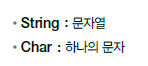 • String : 문자열
• Char : 하나의 문자